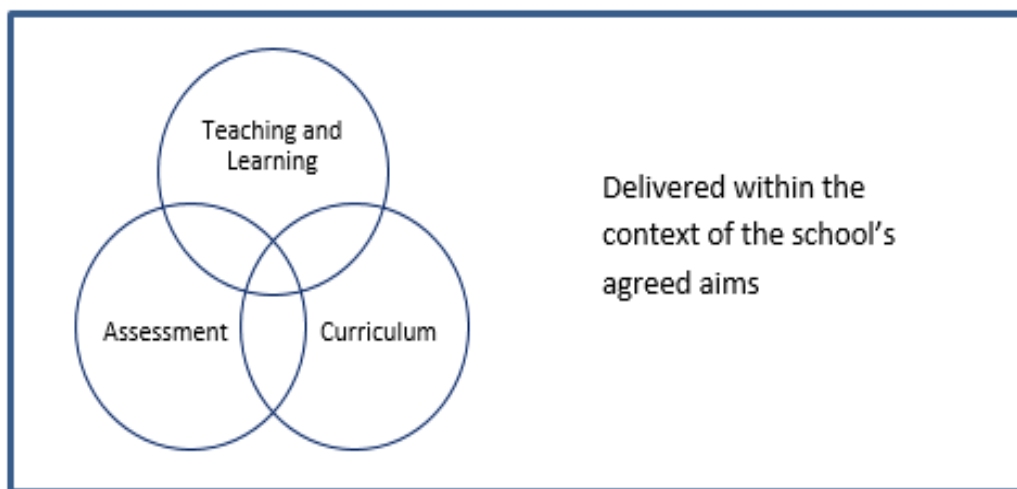 Teaching and
Learning
Assessment
Curriculum
Delivered within the
context of the school’s
agreed aims